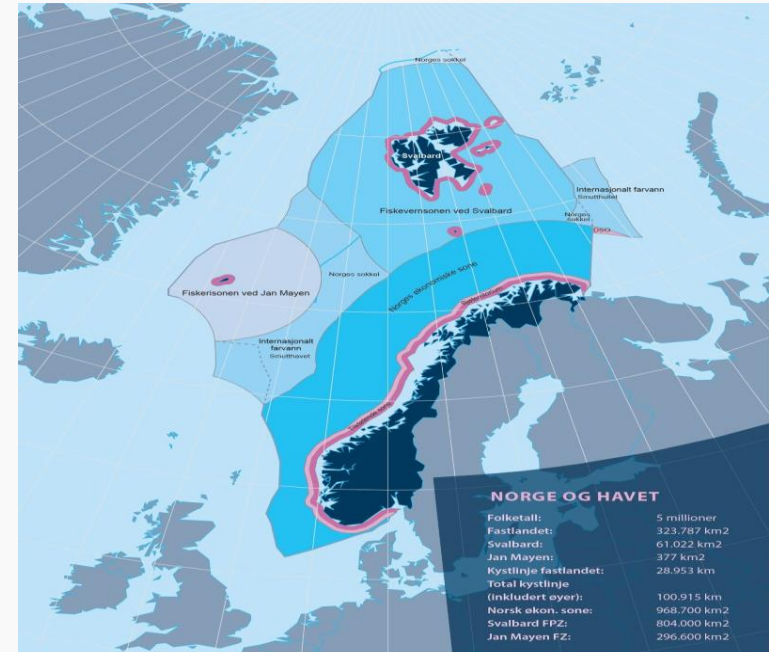 Norges sokkel
Svalbard
Internasjonalt farvann
Smutthullet
Fiskevernsonen ved Svalbard
Norges
sokkel
Norges økonomiske sone
Norges sokkel
Fiskerisonen ved Jan Mayen
Internasjonalt
farvann
Smutthavet
NORGE OG HAVET
Folketall: 5 millioner
Fastlandet: 323.787 km2
Svalbard: 61.022 km2
Jan Mayen: 377 km2
Kystlinje fastlandet: 28.953 km
Total kystlinje
(inkludert øyer): 100.915 km
Norsk økon. sone: 968.700 km2
Svalbard FPZ: 804.000 km2
Jan Mayen FZ: 296.600 km2